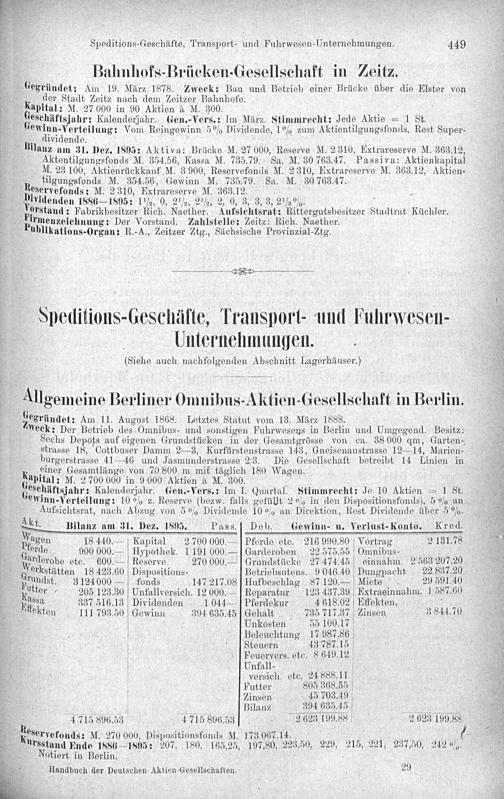 Speditions-Geschäfte, Transport- und Fuhrwesen-Unternehmungen. 449
Bahnhofs-Brücken-Gesellschaft in Zeitz.
Gegründet: Am 19. März 1878. Zweck: Bau und Betrieb einer Brücke über die Elster von
der Stadt Zeitz nach dem Zeitzer Bahnhofe.
Kapital: M. 27 000 in 90 Aktien à M. 300.
Geschäftsjahr: Kalenderjahr. Gen.-Vers.: Im März. Stimmrecht: Jede Aktie = 1 St.
Gewinn-Verteilung: Vom Reingewinn 5% Dividende, 1% zum Aktientilgungsfonds, Rest Super-
dividende.
Bilanz am 31. Dez. 1895: Aktiva: Brücke M. 27 000, Reserve M. 2 310, Extrareserve M. 363.12,
Aktentilgungsfonds M. 354.56, Kassa M. 735.79. Sa. M. 30 763.47. Passiva: Aktienkapital
M. 23 100, Aktienrückkauf M. 3 900, Reservefonds M. 2 310, Extrareserve M. 363.12, Aktien-
tilgungsfonds M. 354.56, Gewinn M. 735.79. Sa. M. 30 763.47.
Reservefonds: M. 2 310, Extrareserve M. 363.12.
Dividenden 1886—1895: 1½, 0, 2½, 2½, 2, 0, 3, 3, 3, 2½%.
Vorstand: Fabrikbesitzer Rich. Naether. Aufsichtsrat: Rittergutsbesitzer Stadtrat Küchler.
Firmenzeichnung: Der Vorstand. Zahlstelle: Zeitz: Rich. Naether.
Publikations-Organ: R.-A., Zeitzer Ztg., Sächsische Provinzial-Ztg.
Speditions-Geschäfte, Transport- und Fuhrwesen-
Unternehmungen.
(Siehe auch nachfolgenden Abschnitt Lagerhäuser.)
Allgemeine Berliner Omnibus-Aktien-Gesellschaft in Berlin.
Gegründet: Am 11. August 1868. Letztes Statut vom 13. März 1888.
Zweck: Der Betrieb des Omnibus- und sonstigen Fuhrwesens in Berlin und Umgegend. Besitz:
Sechs Depots auf eigenen Grundstücken in der Gesamtgrösse von ca. 38 000 qm, Garten-
strasse 18, Cottbuser Damm 2—3, Kurfürstenstrasse 143, Gneisenaustrasse 12—14, Marien-
burgerstrasse 41—46 und Jasmunderstrasse 2/3. Die Gesellschaft betreibt 14 Linien in
einer Gesamtlänge von 70 800 m mit täglich 180 Wagen.
Kapital: M. 2 700 000 in 9 000 Aktien à M. 300.
Geschäftsjahr: Kalenderjahr. Gen.-Vers.: Im I. Quartal. Stimmrecht: Je 10 Aktien = 1 St.
Gewinn-Verteilung: 10% z. Reserve (bezw. falls gefüllt 2% in den Dispositionsfonds), 5% an
Aufsichtsrat, nach Abzug von 5% Dividende 10% an Direktion, Rest Dividende über 5%.
Akt. Bilanz am 31. Dez. 1895. Pass. Deb. Gewinn- u. Verlust-Konto. Kred.
Wagen 18 440.— Kapital 2 700 000.— Pferde etc. 216 990.80 Vortrag 2 131.78
Pferde 900 000.— Hypothek. 1 191 000.— Garderoben 22 575.55 Omnibus-
Garderobe etc. 600.— Reserve 270 000.— Grundstücke 27 474.45 einnahm. 2 563 207.20
Werkstätten 18 423.60 Dispositions- Betriebsutens. 9 046.40 Dungpacht 22 837.20
Grundst. 3 124 000— fonds 147 217.08 Hufbeschlag 87 120.— Miete 29 591.40
Futter 205 123.30 Unfallversich. 12 000.— Reparatur 123 437.39 Extraeinnahm. 1 587.60
Kassa 337 516.13 Dividenden 1 044— Pferdekur 4 618.02 Effekten,
Effekten 111 793.50 Gewinn 394 635.45 Gehalt 735 717.37 Zinsen 3 844.70
Unkosten 55 100.17
Beleuchtung 17 987.86
Steuern 43 787.15
Feuervers. etc. 8 649.12
Unfall-
versich. etc. 24 888.11
Futter 805 368.55
Zinsen 45 703.49
Bilanz 394 635.45
4 715 896.53 4 715 896.53 2 623 199.88 2 623 199.88
Reservefonds: M. 270 000, Dispositionsfonds M. 173 067.14.
Kursstand Ende 1886—1895: 207, 180, 165,25, 197,80, 223,50, 229, 215, 221, 237,50, 242%.
Notiert in Berlin.
Handbuch der Deutschen Aktien-Gesellschaften. 29